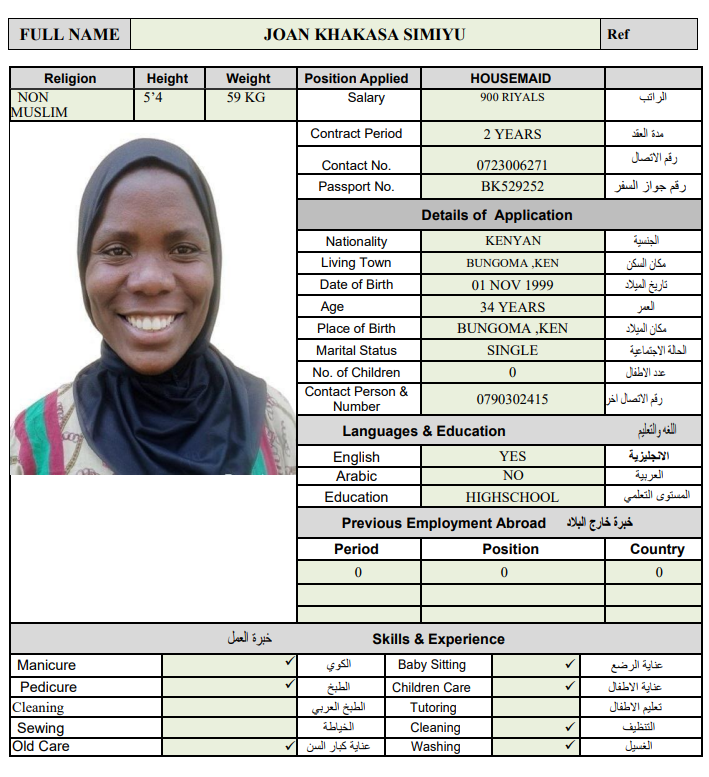 FULL NAME JOAN KHAKASA SIMIYU Ref
Religion Height Weight Position Applied HOUSEMAID
NON MUSLIM 5’4 59 KG Salary 900 RIYALS الراتب
Contract Period 2 YEARS مدة العقد
Contact No. 0723006271 رقم الاتصال
Passport No. BK529252 رقم جواز السفر
Details of Application
Nationality KENYAN الجنسية
Living Town BUNGOMA ,KEN مكان السكن
Date of Birth 01 NOV 1999 تاريخ الميلاد
Age 34 YEARS العمر
Place of Birth BUNGOMA ,KEN مكان الميلاد
Marital Status SINGLE الحالة الاجتماعية
No. of Children 0 عدد الاطفال
Contact Person & Number 0790302415 رقم الاتصال اخر
Languages & Education اللغه والتعليم
English YES الانجليزية
Arabic NO العربية
Education HIGHSCHOOL المستوى التعلمي
Previous Employment Abroad خبرة خارج البلاد
Period Position Country
0 0 0
خبرة العمل Skills & Experience
Manicure ✓ الكوي Baby Sitting ✓ عناية الرضع
Pedicure ✓ الطبخ Children Care ✓ عناية الاطفال
Cleaning الطبخ العربي Tutoring تعليم الاطفال
Sewing الخياطة Cleaning ✓ التنظيف
Old Care ✓ عناية كبار السن Washing ✓ الغسيل